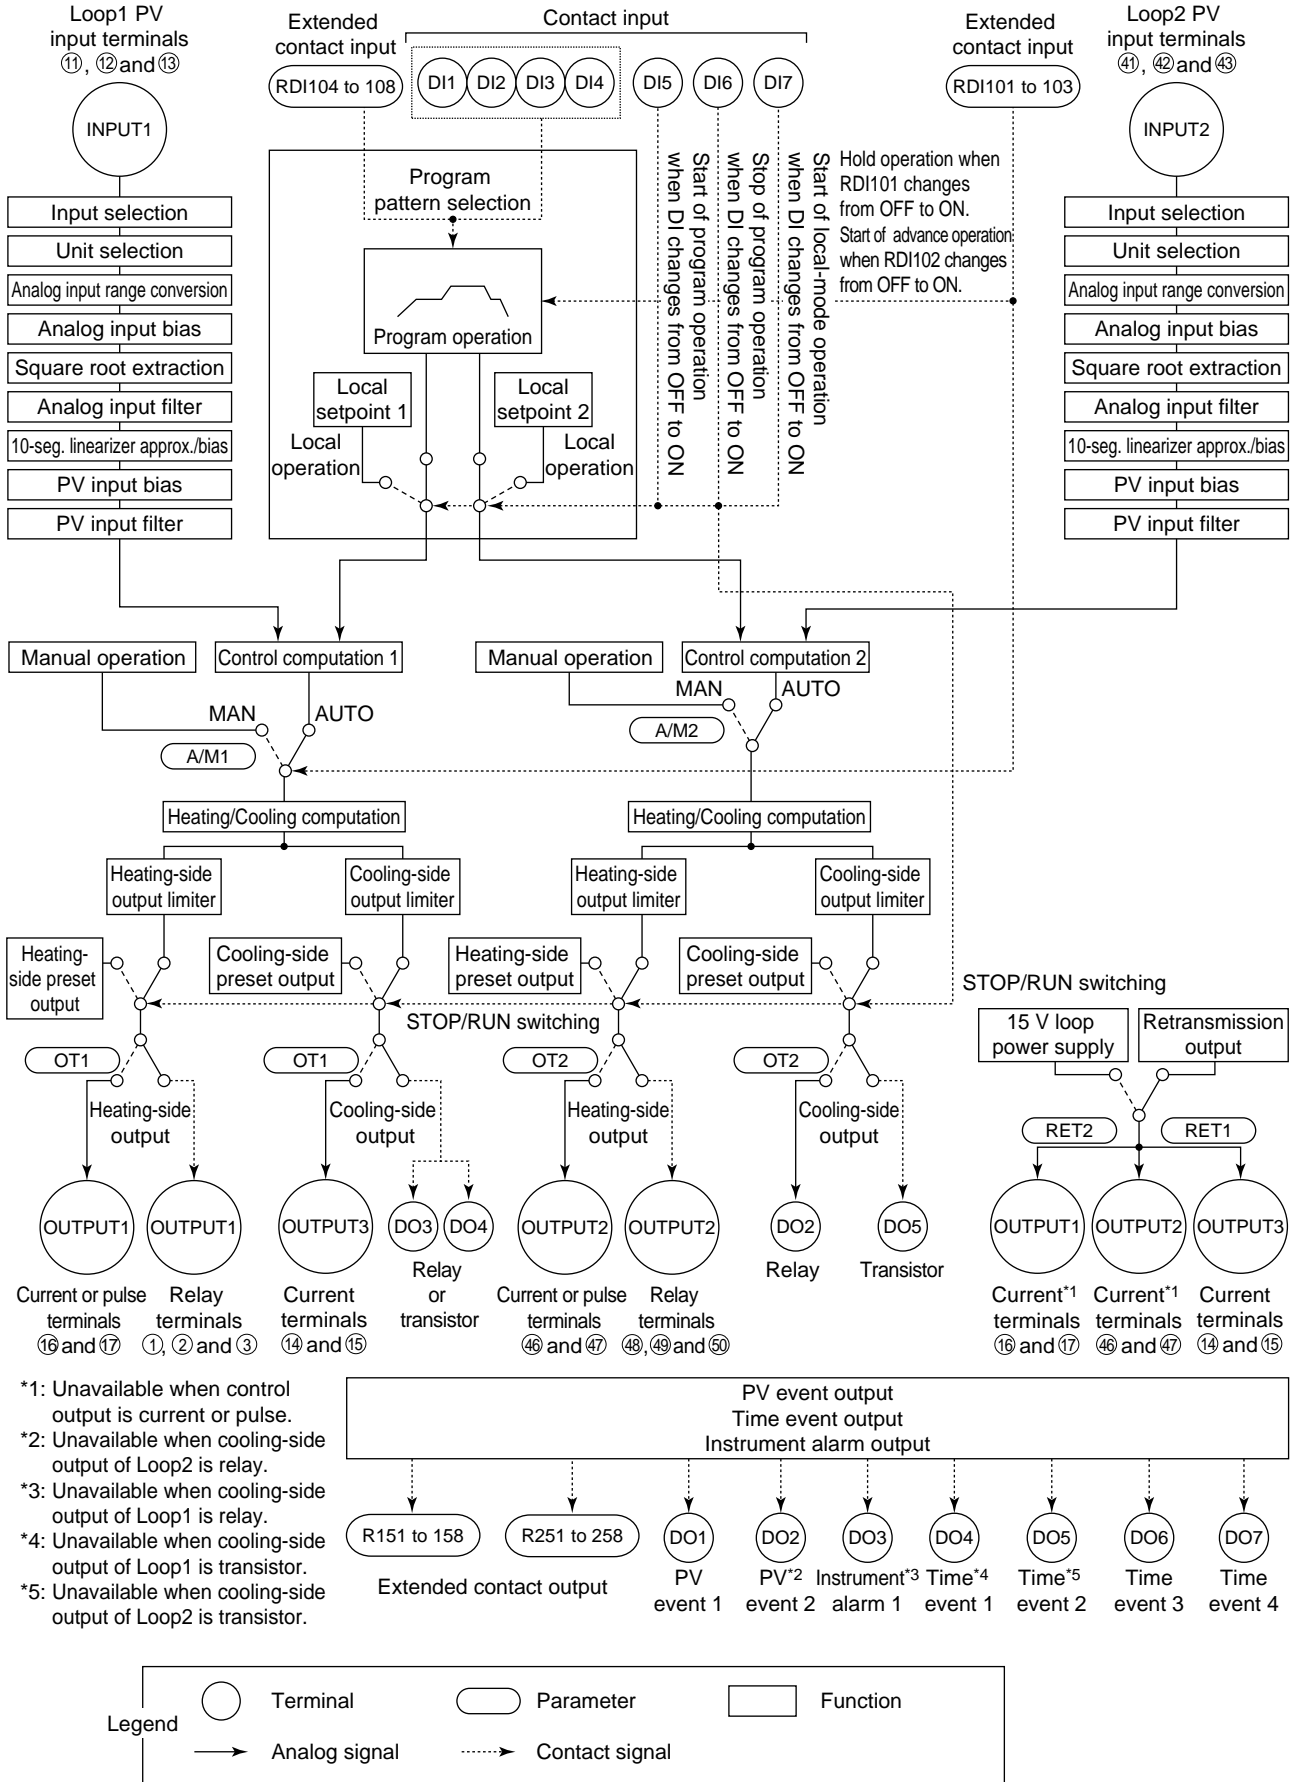 Loop1 PV
input terminals
⑪, ⑫ and ⑬
INPUT1
Input selection
Unit selection
Analog input range conversion
Analog input bias
Square root extraction
Analog input filter
10-seg. linearizer approx./bias
PV input bias
PV input filter
Extended
contact input
RDI104 to 108
Contact input
DI1
DI2
DI3
DI4
DI5
DI6
DI7
Extended
contact input
RDI101 to 103
Loop2 PV
input terminals
㊶, ㊷ and ㊸
INPUT2
Input selection
Unit selection
Analog input range conversion
Analog input bias
Square root extraction
Analog input filter
10-seg. linearizer approx./bias
PV input bias
PV input filter
Program
pattern selection
Program operation
Local
setpoint 1
Local
setpoint 2
Local
operation
Local
operation
Start of program operation
when DI changes from OFF to ON
Stop of program operation
when DI changes from OFF to ON
Start of local-mode operation
when DI changes from OFF to ON
Hold operation when
RDI101 changes
from OFF to ON.
Start of advance operation
when RDI102 changes
from OFF to ON.
Manual operation
Control computation 1
MAN
AUTO
A/M1
Manual operation
Control computation 2
MAN
AUTO
A/M2
Heating/Cooling computation
Heating/Cooling computation
Heating-side
output limiter
Cooling-side
output limiter
Heating-side
output limiter
Cooling-side
output limiter
Heating-
side preset
output
Cooling-side
preset output
Heating-side
preset output
Cooling-side
preset output
STOP/RUN switching
STOP/RUN switching
15 V loop
power supply
Retransmission
output
OT1
OT1
OT2
OT2
Heating-side
output
Cooling-side
output
Heating-side
output
Cooling-side
output
RET2
RET1
OUTPUT1
OUTPUT1
OUTPUT3
DO3
DO4
OUTPUT2
OUTPUT2
DO2
DO5
OUTPUT1
OUTPUT2
OUTPUT3
Current or pulse
terminals
⑯ and ⑰
Relay
terminals
①, ② and ③
Current
terminals
⑭ and ⑮
Relay
or
transistor
Current or pulse
terminals
㊻ and ㊼
Relay
terminals
㊽, ㊾ and ㊿
Relay
Transistor
Current*1
terminals
⑯ and ⑰
Current*1
terminals
㊻ and ㊼
Current
terminals
⑭ and ⑮
*1: Unavailable when control
output is current or pulse.
*2: Unavailable when cooling-side
output of Loop2 is relay.
*3: Unavailable when cooling-side
output of Loop1 is relay.
*4: Unavailable when cooling-side
output of Loop1 is transistor.
*5: Unavailable when cooling-side
output of Loop2 is transistor.
PV event output
Time event output
Instrument alarm output
R151 to 158
R251 to 258
Extended contact output
DO1
DO2
DO3
DO4
DO5
DO6
DO7
PV
event 1
PV*2
event 2
Instrument*3
alarm 1
Time*4
event 1
Time*5
event 2
Time
event 3
Time
event 4
Legend
Terminal
Parameter
Function
Analog signal
Contact signal